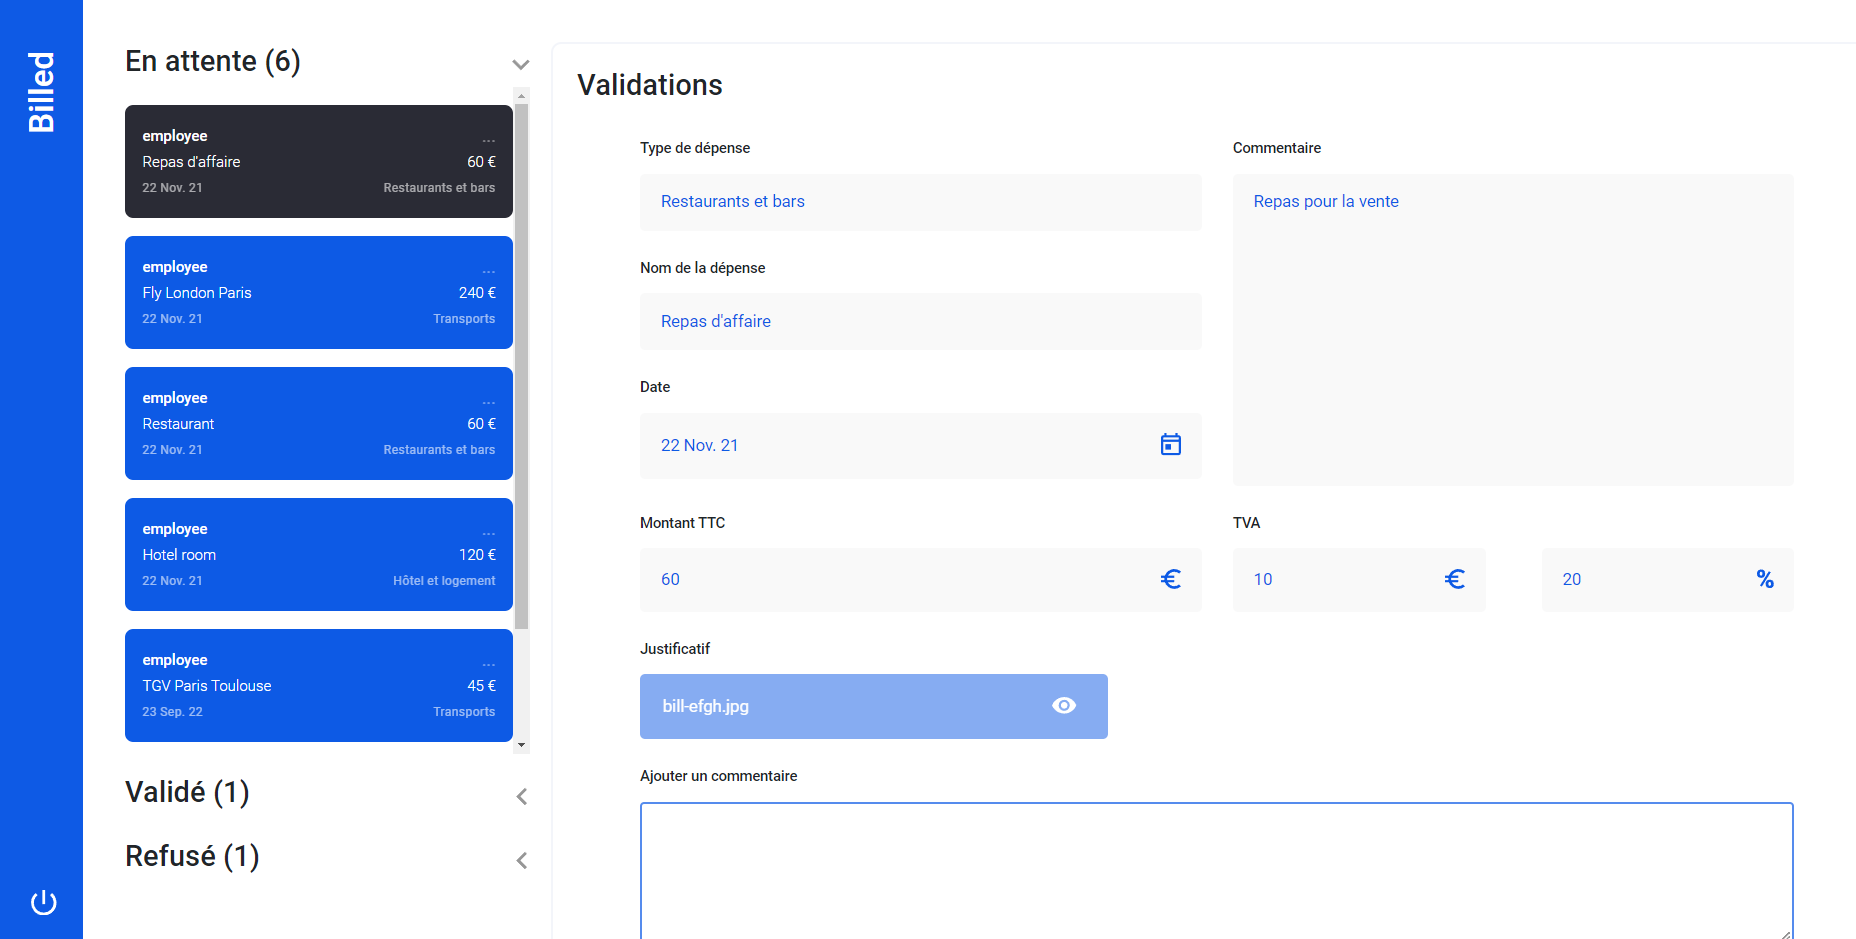 Billed
En attente (6)
employee
...
Repas d'affaire
60 €
22 Nov. 21
Restaurants et bars
employee
...
Fly London Paris
240 €
22 Nov. 21
Transports
employee
...
Restaurant
60 €
22 Nov. 21
Restaurants et bars
employee
...
Hotel room
120 €
22 Nov. 21
Hôtel et logement
employee
...
TGV Paris Toulouse
45 €
23 Sep. 22
Transports
Validé (1)
Refusé (1)
Validations
Type de dépense
Restaurants et bars
Nom de la dépense
Repas d'affaire
Date
22 Nov. 21
Commentaire
Repas pour la vente
Montant TTC
60 €
TVA
10 €
20 %
Justificatif
bill-efgh.jpg
Ajouter un commentaire